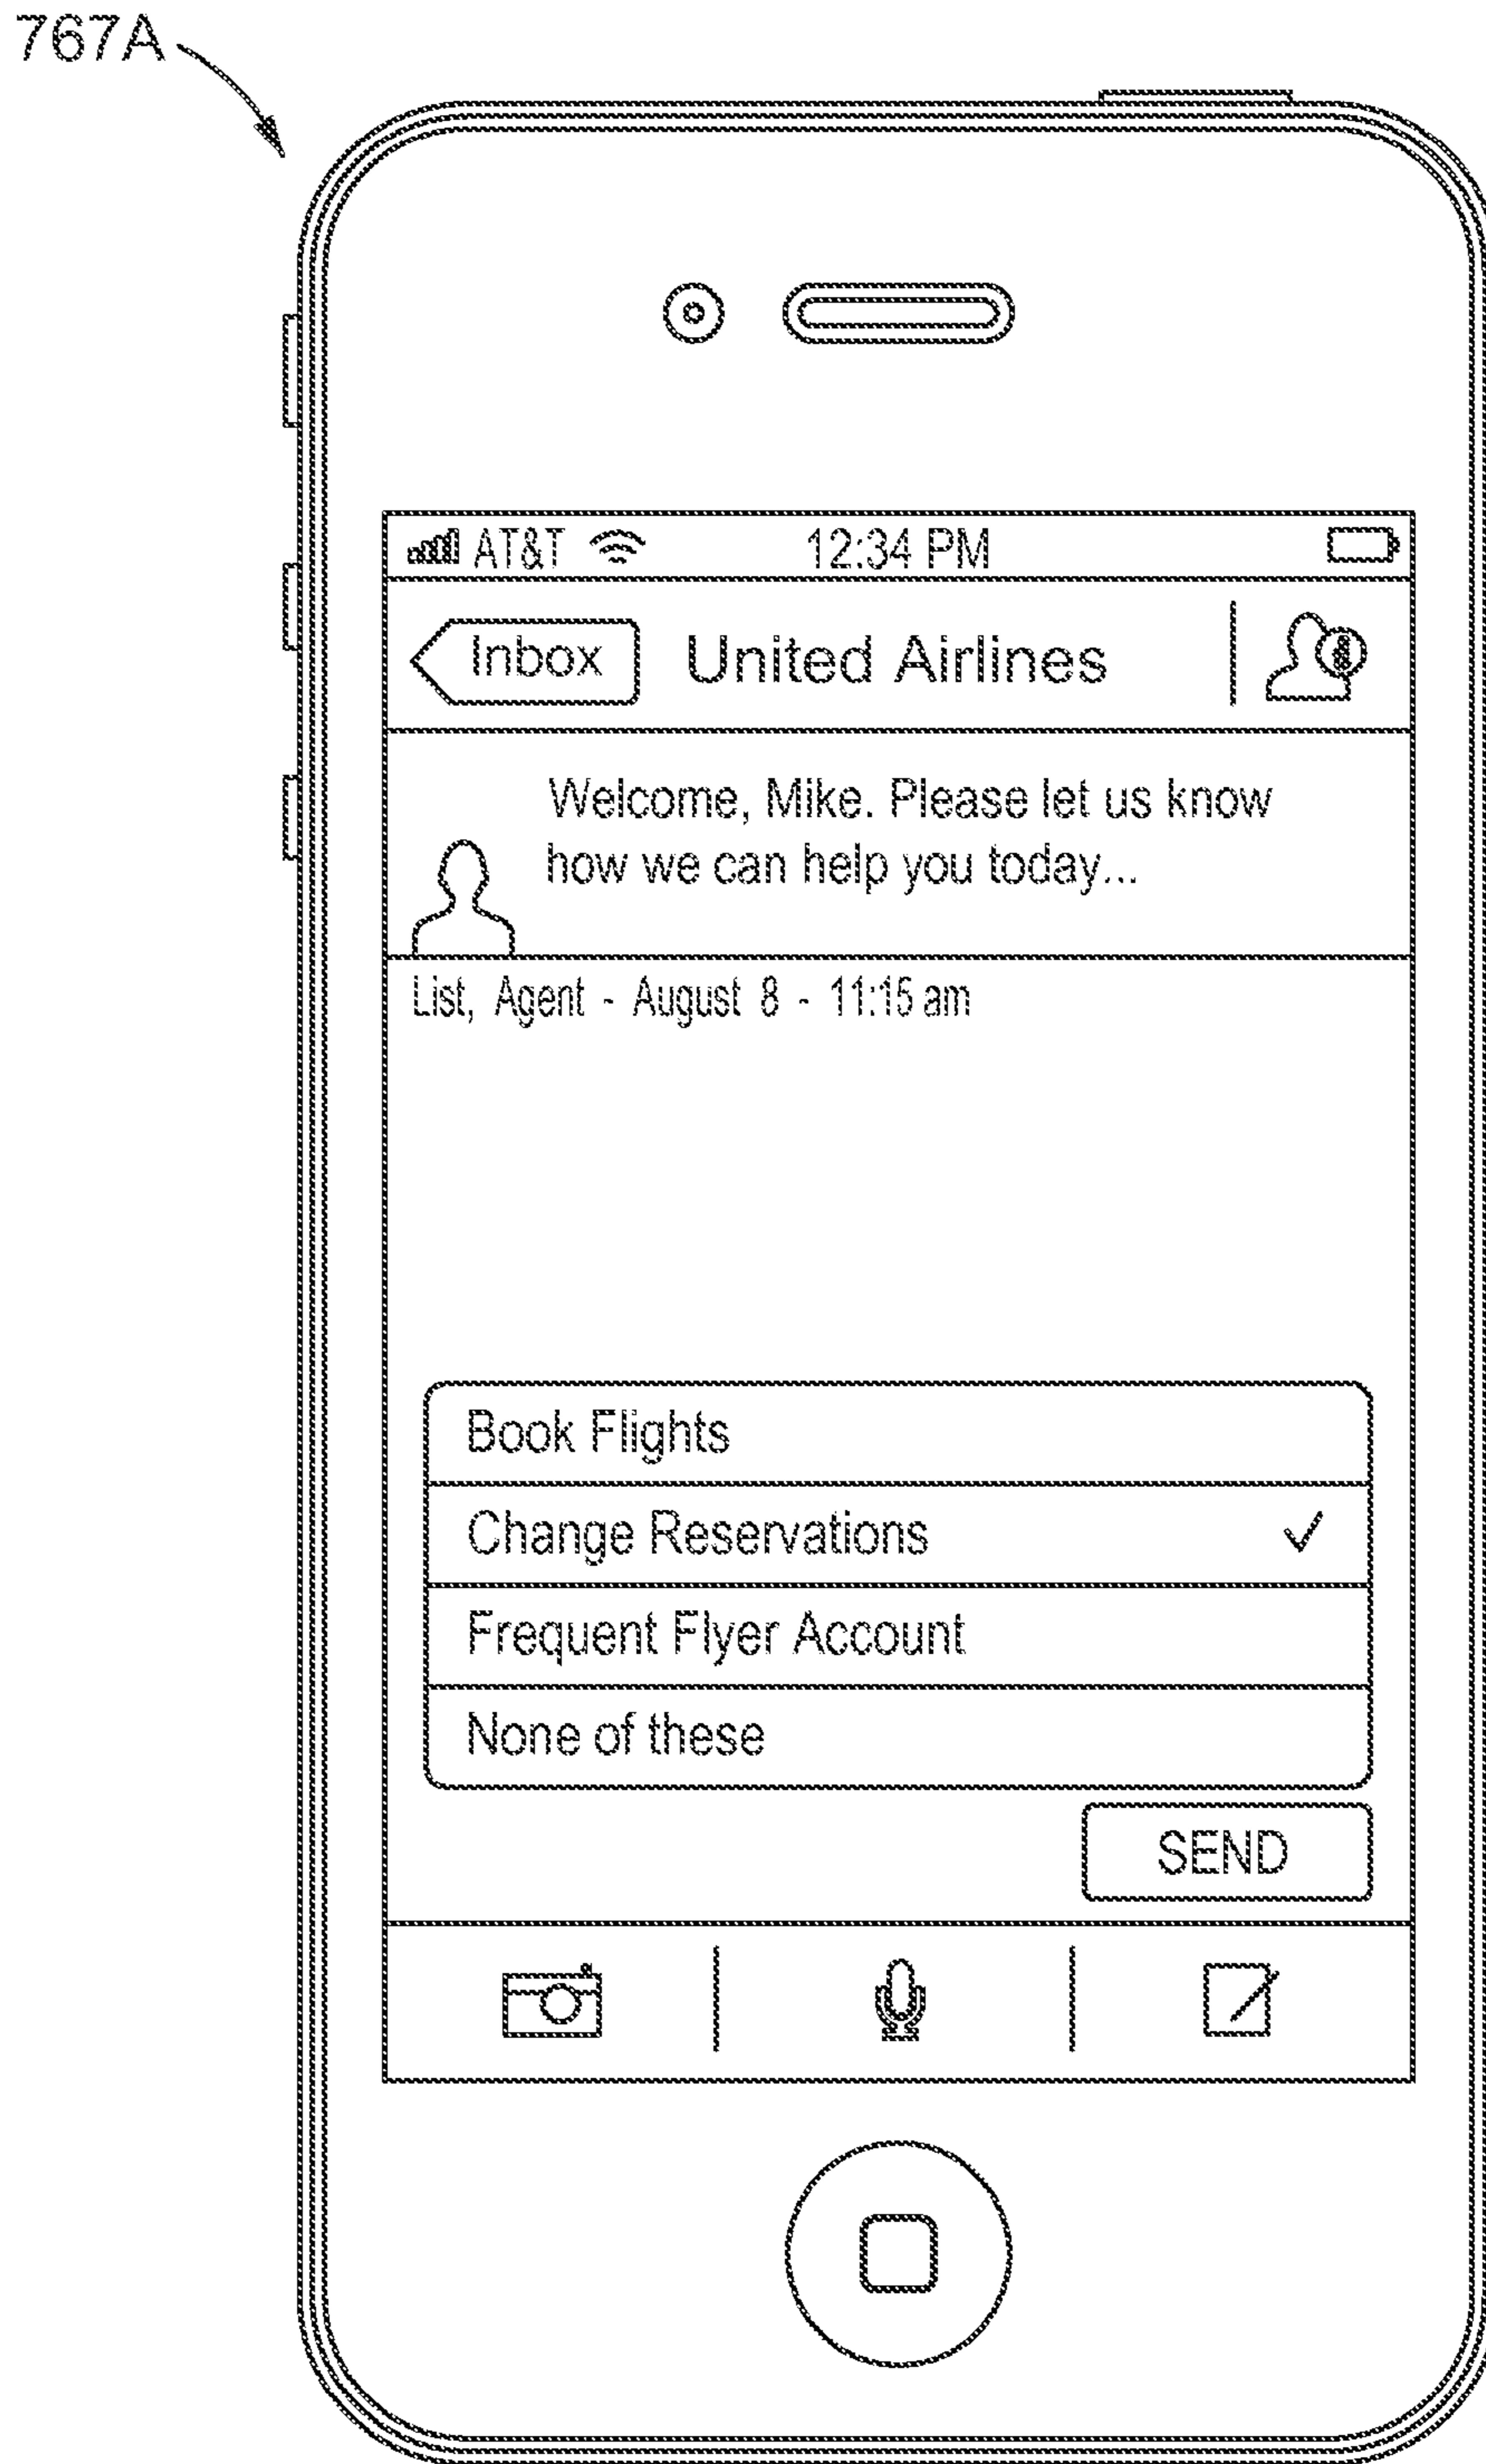 767A
AT&T 12:34 PM
Inbox United Airlines
Welcome, Mike. Please let us know
how we can help you today...
List, Agent - August 8 - 11:15 am
Book Flights
Change Reservations
Frequent Flyer Account
None of these
SEND